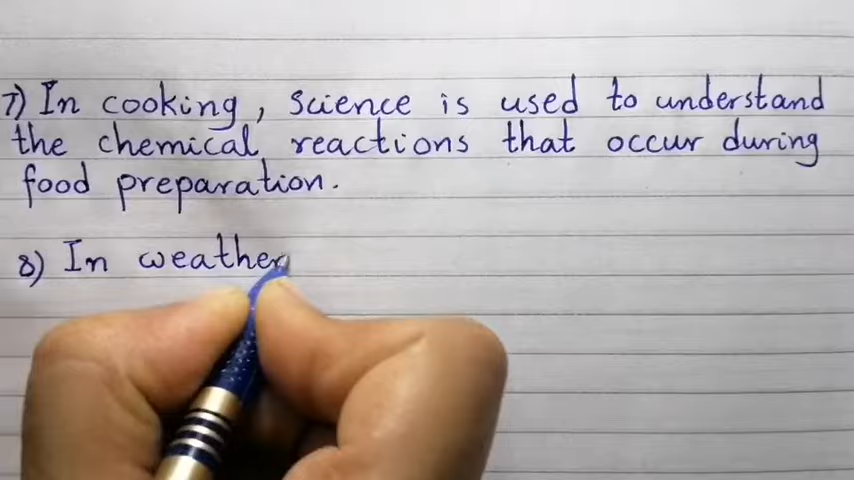 7) In cooking, science is used to understand
the chemical reactions that occur during
food preparation.
8) In weather